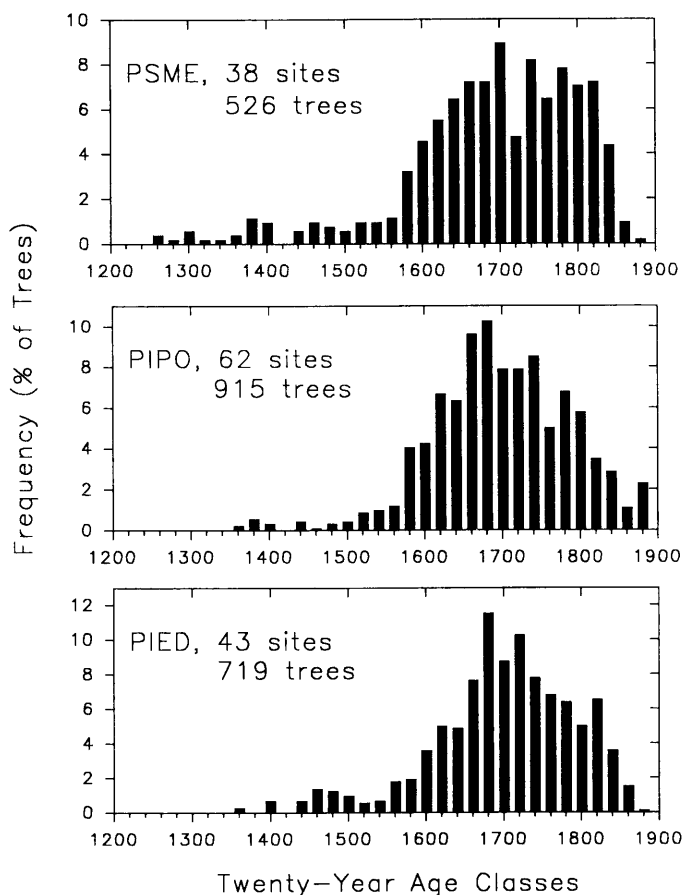 Frequency (% of Trees)
10
8
6
4
2
0
PSME, 38 sites
526 trees
1200 1300 1400 1500 1600 1700 1800 1900
10
8
6
4
2
0
PIPO, 62 sites
915 trees
1200 1300 1400 1500 1600 1700 1800 1900
12
10
8
6
4
2
0
PIED, 43 sites
719 trees
1200 1300 1400 1500 1600 1700 1800 1900
Twenty-Year Age Classes